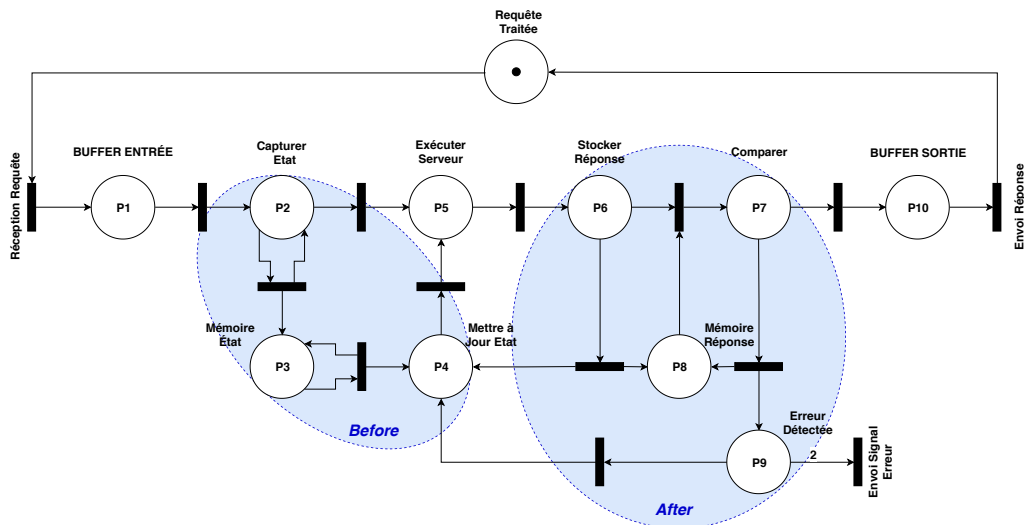 Requête
Traitée
Réception Requête
BUFFER ENTRÉE
Capturer
Etat
Exécuter
Serveur
Stocker
Réponse
Comparer
BUFFER SORTIE
Envoi Réponse
P1
P2
P5
P6
P7
P10
Mémoire
État
Mettre à
Jour Etat
Mémoire
Réponse
P3
P4
P8
Before
Erreur
Détectée
P9
2
Envoi Signal
Erreur
After